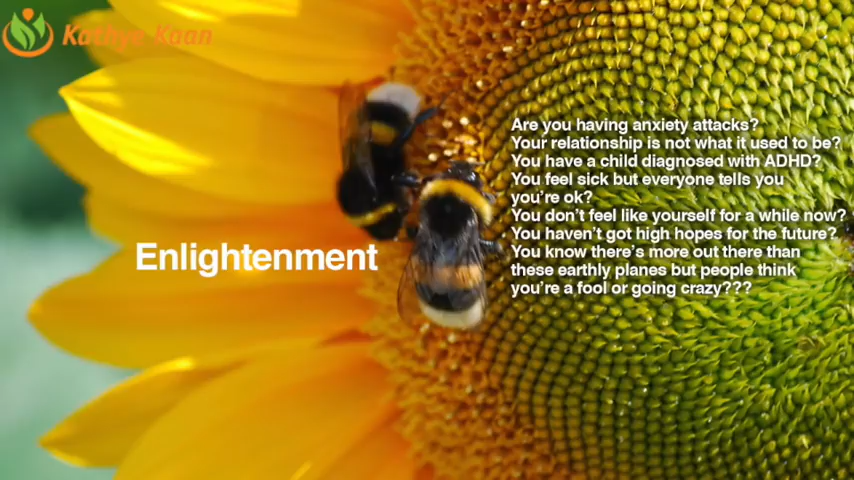 Kathye Kaan
Enlightenment
Are you having anxiety attacks?
Your relationship is not what it used to be?
You have a child diagnosed with ADHD?
You feel sick but everyone tells you
you're ok?
You don't feel like yourself for a while now?
You haven't got high hopes for the future?
You know there's more out there than
these earthly planes but people think
you're a fool or going crazy???